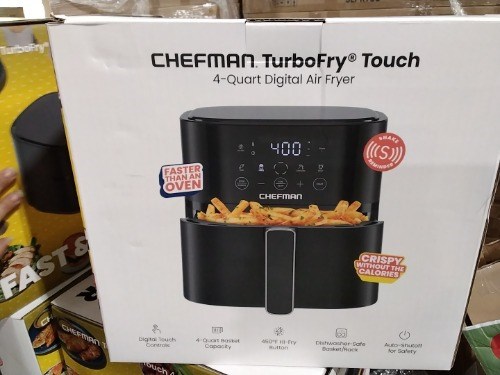 CHEFMAN TurboFry® Touch
4-Quart Digital Air Fryer
TurboFry
400
SHAKE
(((S)))
REMINDER
FASTER
THAN AN
OVEN
CHEFMAN
CRISPY
WITHOUT THE
CALORIES
FAST &
CHEFMAN T
Touch
Digital Touch
Controls
4-Quart Basket
Capacity
450°F Hi-Fry
Button
Dishwasher-Safe
Basket/Rack
Auto-Shutoff
for Safety